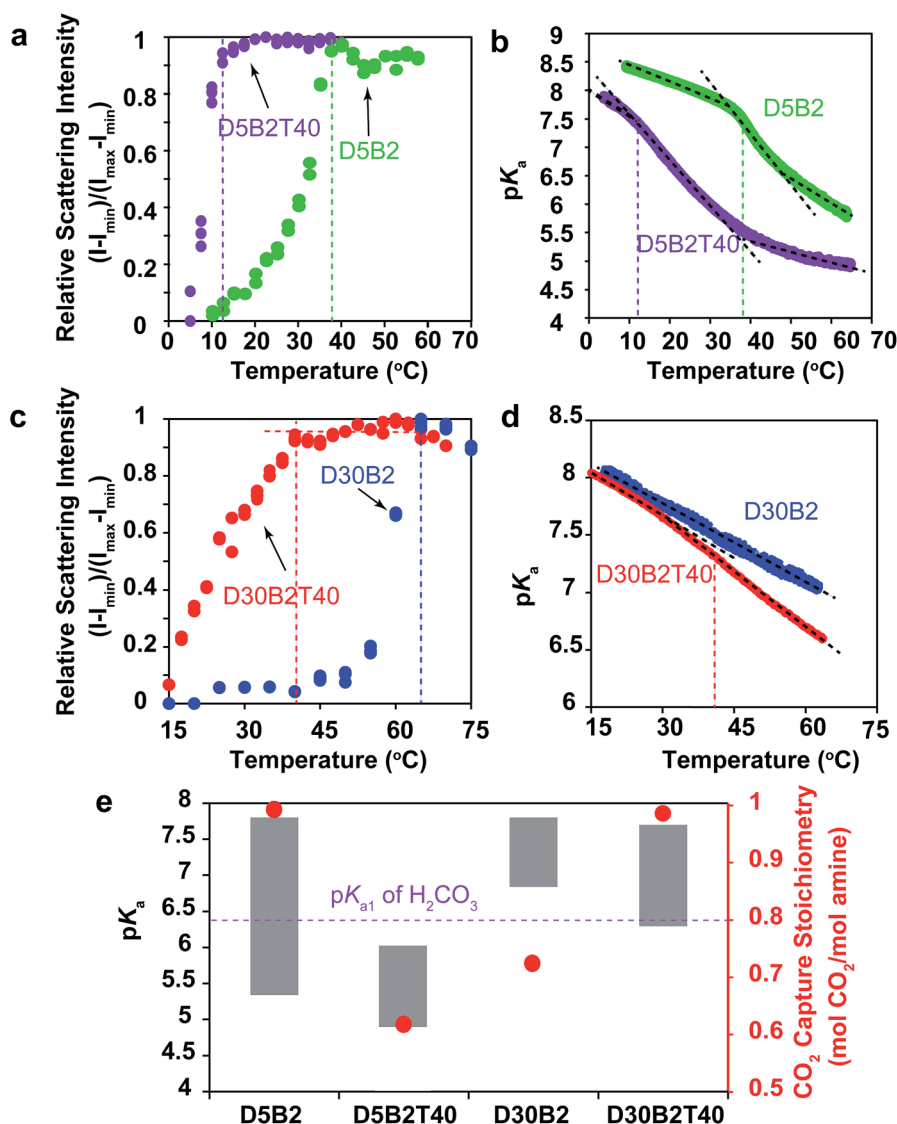 a
Relative Scattering Intensity
(I-Imin)/(Imax-Imin)
1
0.8
0.6
0.4
0.2
0
D5B2T40
D5B2
0 10 20 30 40 50 60 70
Temperature (°C)
b
pKa
9
8.5
8
7.5
7
6.5
6
5.5
5
4.5
4
D5B2
D5B2T40
0 10 20 30 40 50 60 70
Temperature (°C)
c
Relative Scattering Intensity
(I-Imin)/(Imax-Imin)
1
0.8
0.6
0.4
0.2
0
D30B2
D30B2T40
15 30 45 60 75
Temperature (°C)
d
pKa
8.5
8
7.5
7
6.5
6
D30B2
D30B2T40
15 30 45 60 75
Temperature (°C)
e
pKa
8
7.5
7
6.5
6
5.5
5
4.5
4
pKa1 of H2CO3
1
0.9
0.8
0.7
0.6
0.5
CO2 Capture Stoichiometry
(mol CO2/mol amine)
D5B2 D5B2T40 D30B2 D30B2T40